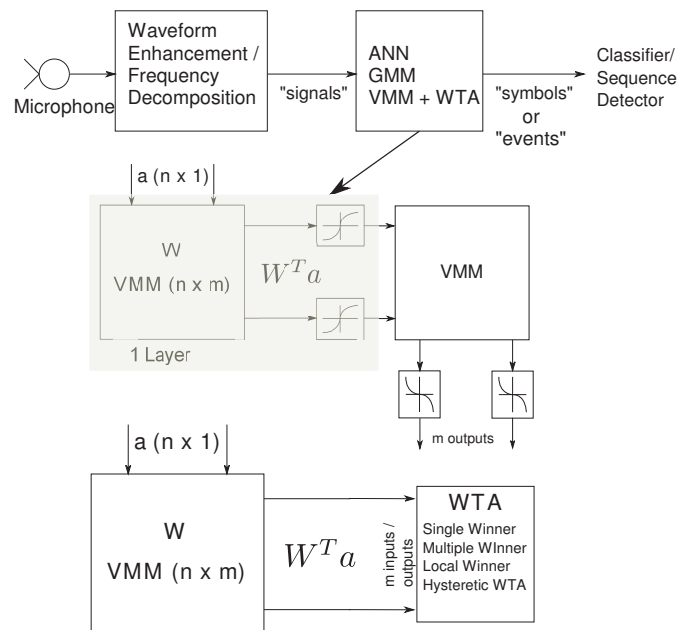 Waveform
Enhancement /
Frequency
Decomposition
Microphone
"signals"
ANN
GMM
VMM + WTA
"symbols"
or
"events"
Classifier/
Sequence
Detector
a (n x 1)
W
VMM (n x m)
W^T a
1 Layer
VMM
m outputs
a (n x 1)
W
VMM (n x m)
W^T a
m inputs /
outputs
WTA
Single Winner
Multiple WInner
Local Winner
Hysteretic WTA